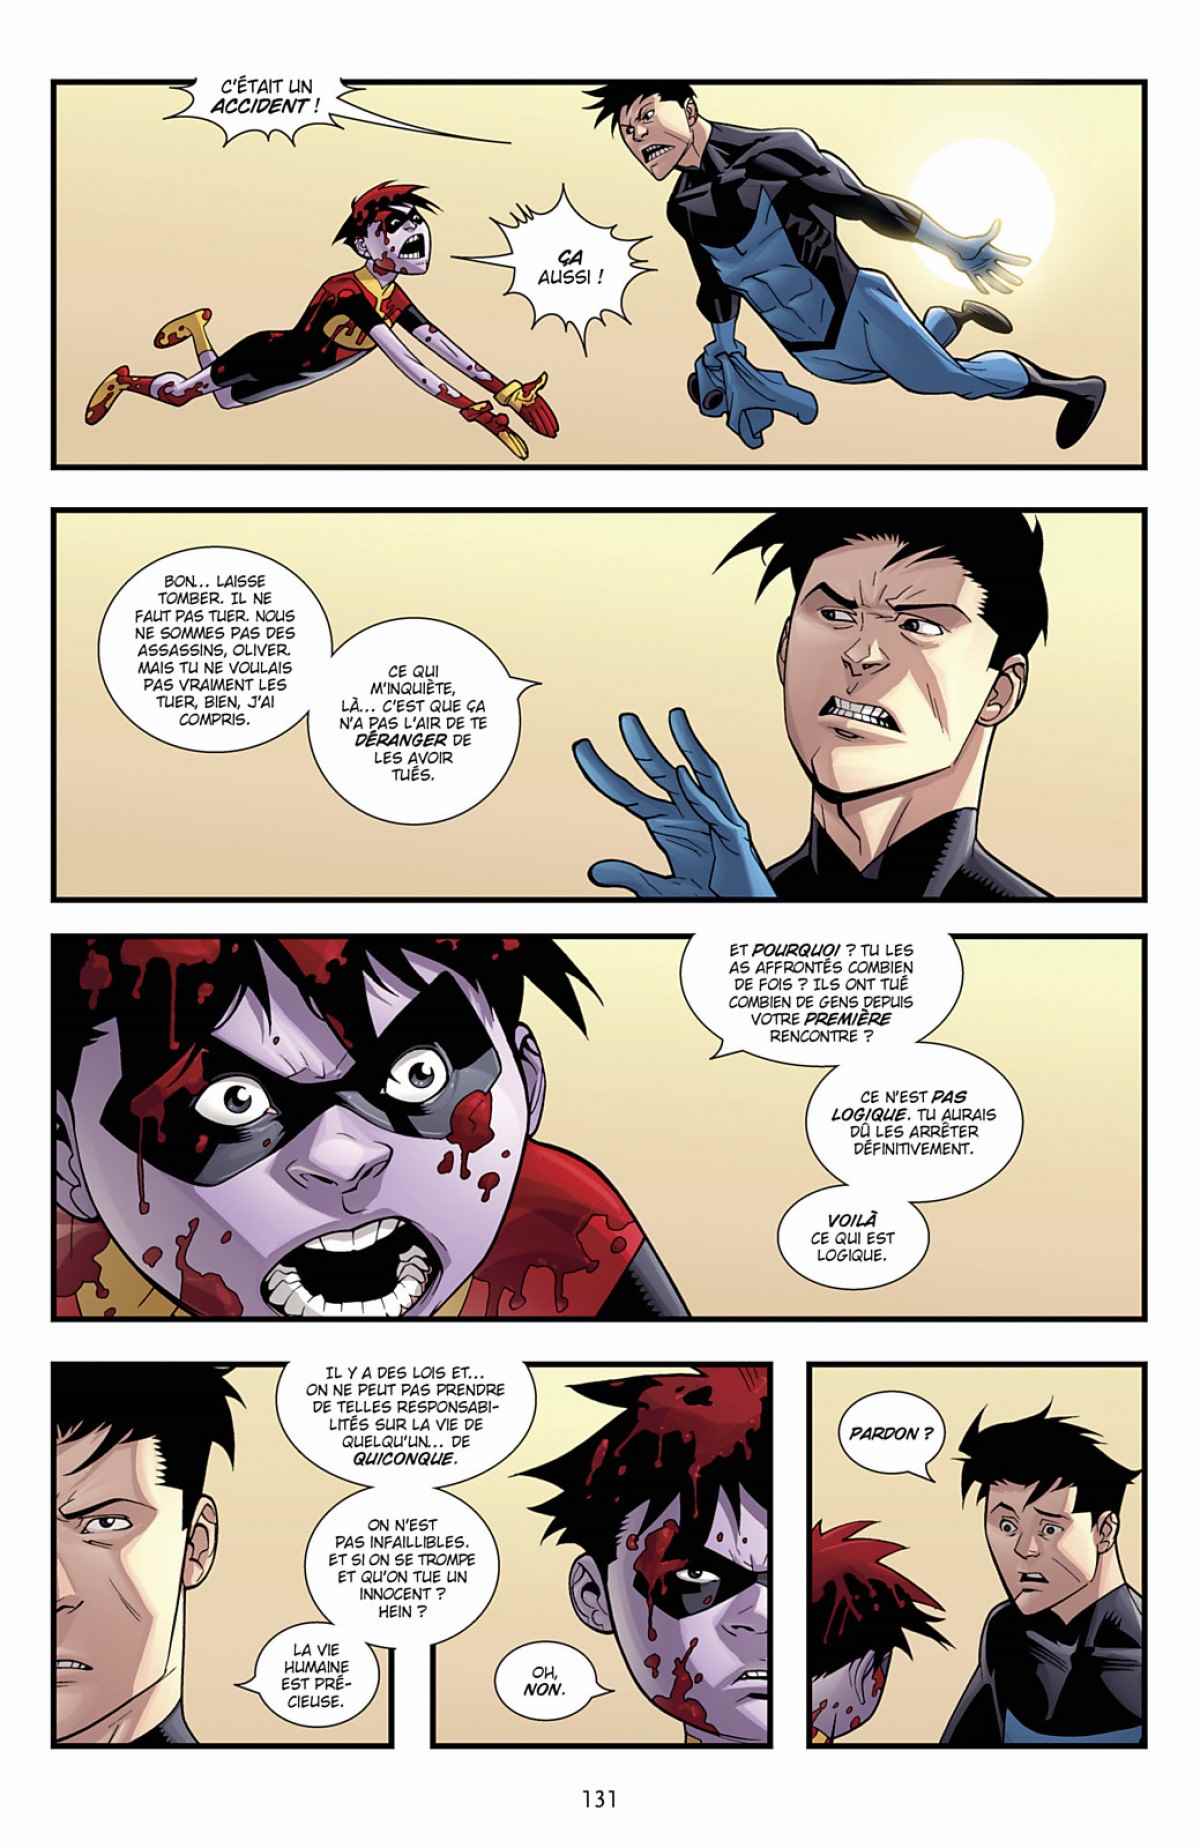 C'ÉTAIT UN
ACCIDENT !
ÇA
AUSSI !
BON... LAISSE
TOMBER. IL NE
FAUT PAS TUER. NOUS
NE SOMMES PAS DES
ASSASSINS, OLIVER.
MAIS TU NE VOULAIS
PAS VRAIMENT LES
TUER, BIEN, J'AI
COMPRIS.
CE QUI
M'INQUIÈTE,
LÀ... C'EST QUE ÇA
N'A PAS L'AIR DE TE
DÉRANGER DE
LES AVOIR
TUÉS.
ET POURQUOI ? TU LES
AS AFFRONTÉS COMBIEN
DE FOIS ? ILS ONT TUÉ
COMBIEN DE GENS DEPUIS
VOTRE PREMIÈRE
RENCONTRE ?
CE N'EST PAS
LOGIQUE. TU AURAIS
DÛ LES ARRÊTER
DÉFINITIVEMENT.
VOILÀ
CE QUI EST
LOGIQUE.
IL Y A DES LOIS ET...
ON NE PEUT PAS PRENDRE
DE TELLES RESPONSABI-
LITÉS SUR LA VIE DE
QUELQU'UN... DE
QUICONQUE.
ON N'EST
PAS INFAILLIBLES.
ET SI ON SE TROMPE
ET QU'ON TUE UN
INNOCENT ?
HEIN ?
LA VIE
HUMAINE
EST PRÉ-
CIEUSE.
OH,
NON.
PARDON ?
131